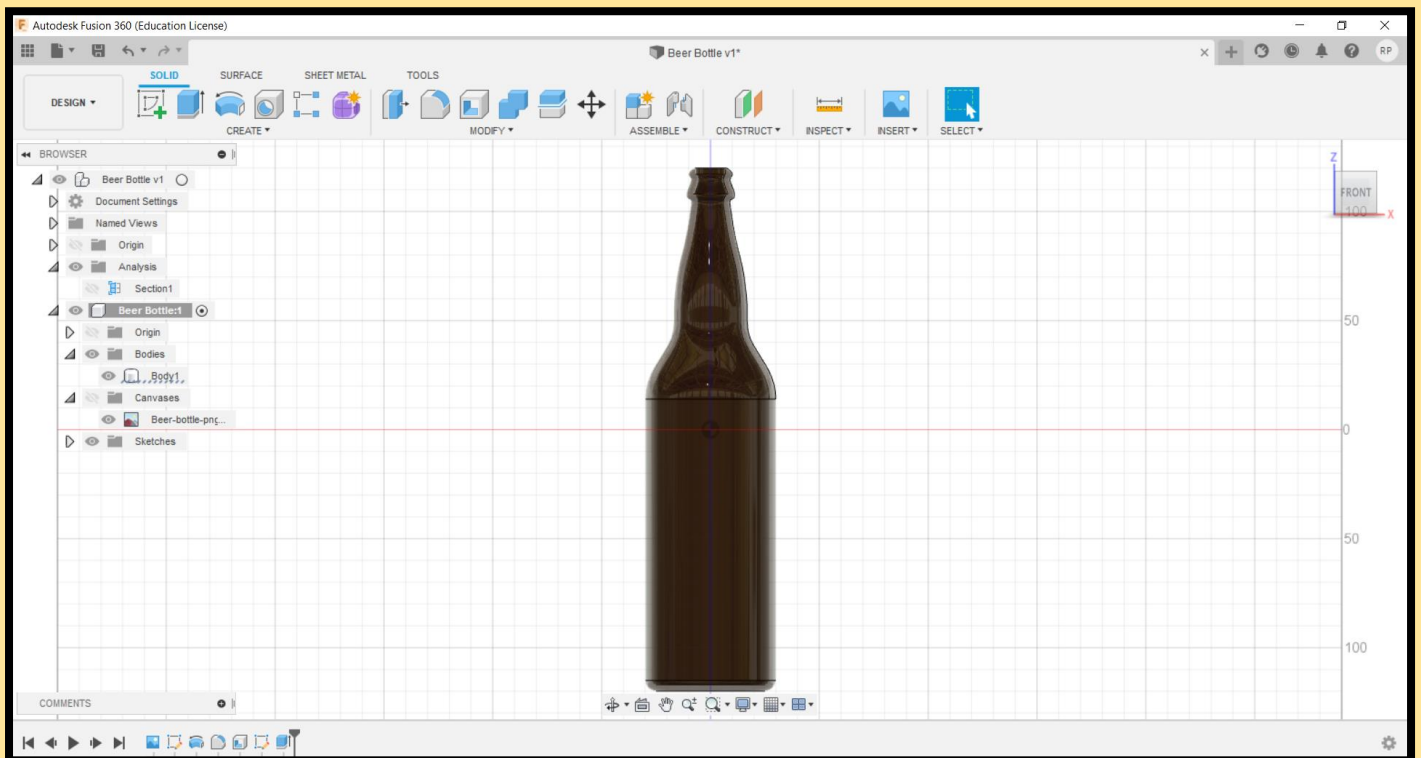 Autodesk Fusion 360 (Education License)
Beer Bottle v1*
RP
SOLID SURFACE SHEET METAL TOOLS
DESIGN
CREATE MODIFY ASSEMBLE CONSTRUCT INSPECT INSERT SELECT
BROWSER
Beer Bottle v1
Document Settings
Named Views
Origin
Analysis
Section1
Beer Bottle:1
Origin
Bodies
Body1
Canvases
Beer-bottle-png...
Sketches
Z
FRONT
100
X
50
0
50
100
COMMENTS